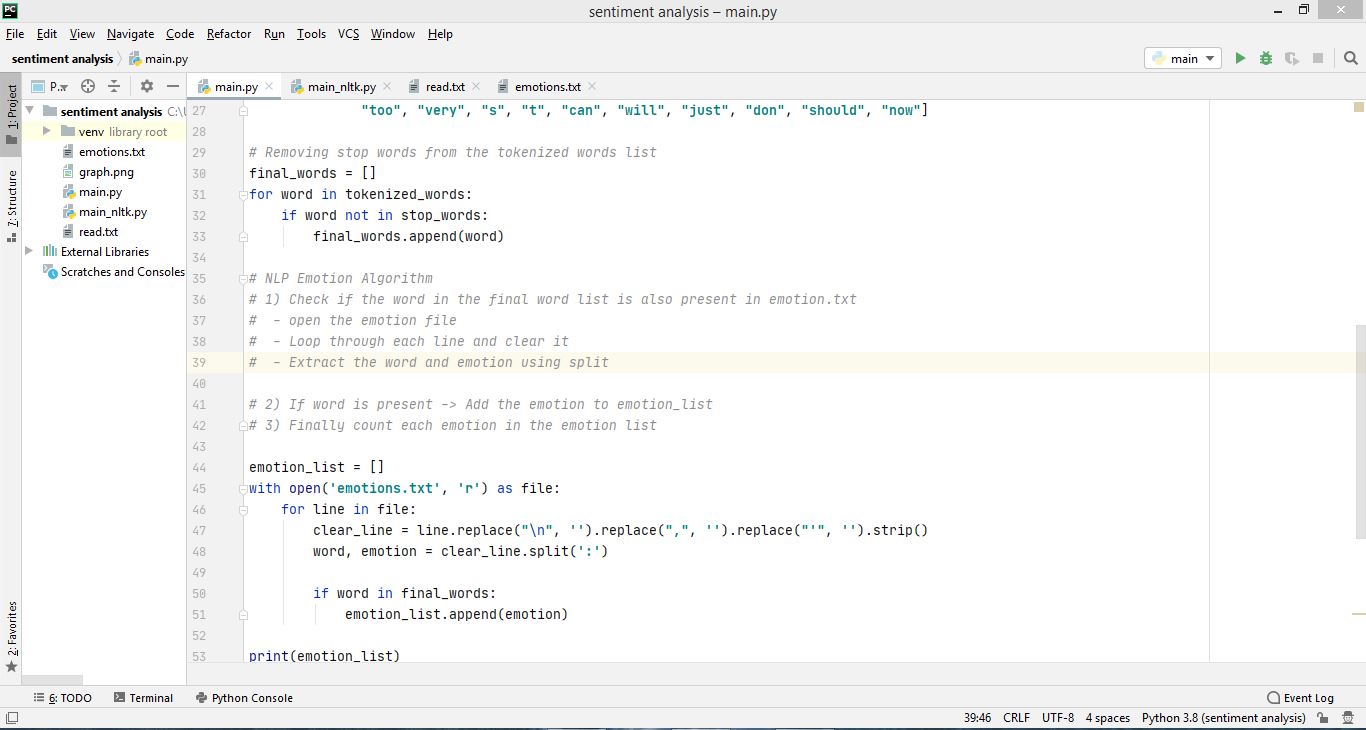 PC
sentiment analysis – main.py
File Edit View Navigate Code Refactor Run Tools VCS Window Help
sentiment analysis main.py
main
P..
main.py
main_nltk.py
read.txt
emotions.txt
1: Project
7: Structure
2: Favorites
sentiment analysis
venv library root
emotions.txt
graph.png
main.py
main_nltk.py
read.txt
External Libraries
Scratches and Consoles
27 "too", "very", "s", "t", "can", "will", "just", "don", "should", "now"]
28
29 # Removing stop words from the tokenized words list
30 final_words = []
31 for word in tokenized_words:
32 if word not in stop_words:
33 final_words.append(word)
34
35 # NLP Emotion Algorithm
36 # 1) Check if the word in the final word list is also present in emotion.txt
37 #  - open the emotion file
38 #  - Loop through each line and clear it
39 #  - Extract the word and emotion using split
40
41 # 2) If word is present -> Add the emotion to emotion_list
42 # 3) Finally count each emotion in the emotion list
43
44 emotion_list = []
45 with open('emotions.txt', 'r') as file:
46 for line in file:
47 clear_line = line.replace("\n", '').replace(",", '').replace("'", '').strip()
48 word, emotion = clear_line.split(':')
49
50 if word in final_words:
51 emotion_list.append(emotion)
52
53 print(emotion_list)
6: TODO Terminal Python Console Event Log
39:46 CRLF UTF-8 4 spaces Python 3.8 (sentiment analysis)